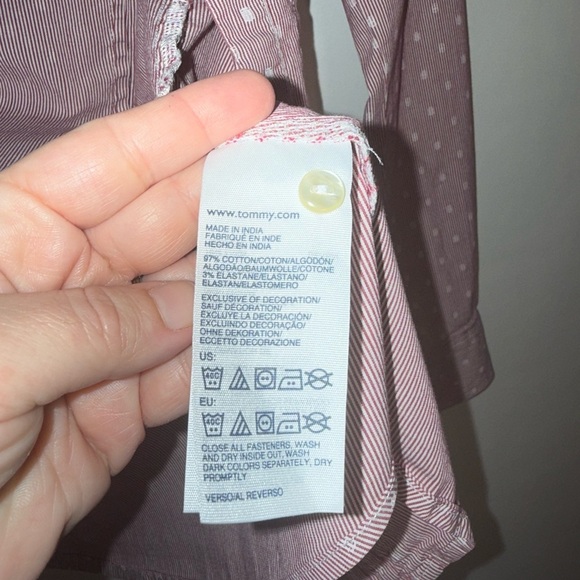 www.tommy.com
MADE IN INDIA
FABRIQUÉ EN INDE
HECHO EN INDIA
97% COTTON/COTON/ALGODÓN/
ALGODÃO/BAUMWOLLE/COTONE
3% ELASTANE/ELASTANO/
ELASTAN/ELASTOMERO
EXCLUSIVE OF DECORATION/
SAUF DÉCORATION/
EXCLUYE LA DECORACIÓN/
EXCLUINDO DECORAÇÃO/
OHNE DEKORATION/
ECCETTO DECORAZIONE
US:
40C
EU:
40C
CLOSE ALL FASTENERS, WASH
AND DRY INSIDE OUT, WASH
DARK COLORS SEPARATELY, DRY
PROMPTLY
VERSO/AL REVERSO